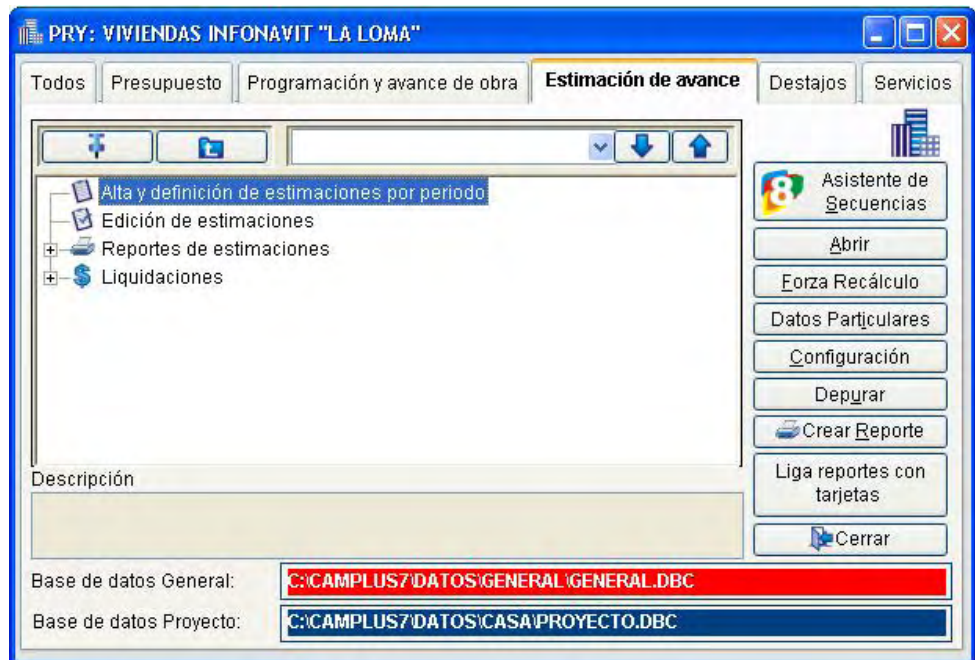 PRY: VIVIENDAS INFONAVIT "LA LOMA"
Todos Presupuesto Programación y avance de obra Estimación de avance Destajos Servicios
Alta y definición de estimaciones por periodo
Edición de estimaciones
Reportes de estimaciones
Liquidaciones
8
Asistente de
Secuencias
Abrir
Forza Recálculo
Datos Particulares
Configuración
Depurar
Crear Reporte
Liga reportes con
tarjetas
Cerrar
Descripción
Base de datos General: C:\CAMPLUS7\DATOS\GENERAL\GENERAL.DBC
Base de datos Proyecto: C:\CAMPLUS7\DATOS\CASA\PROYECTO.DBC